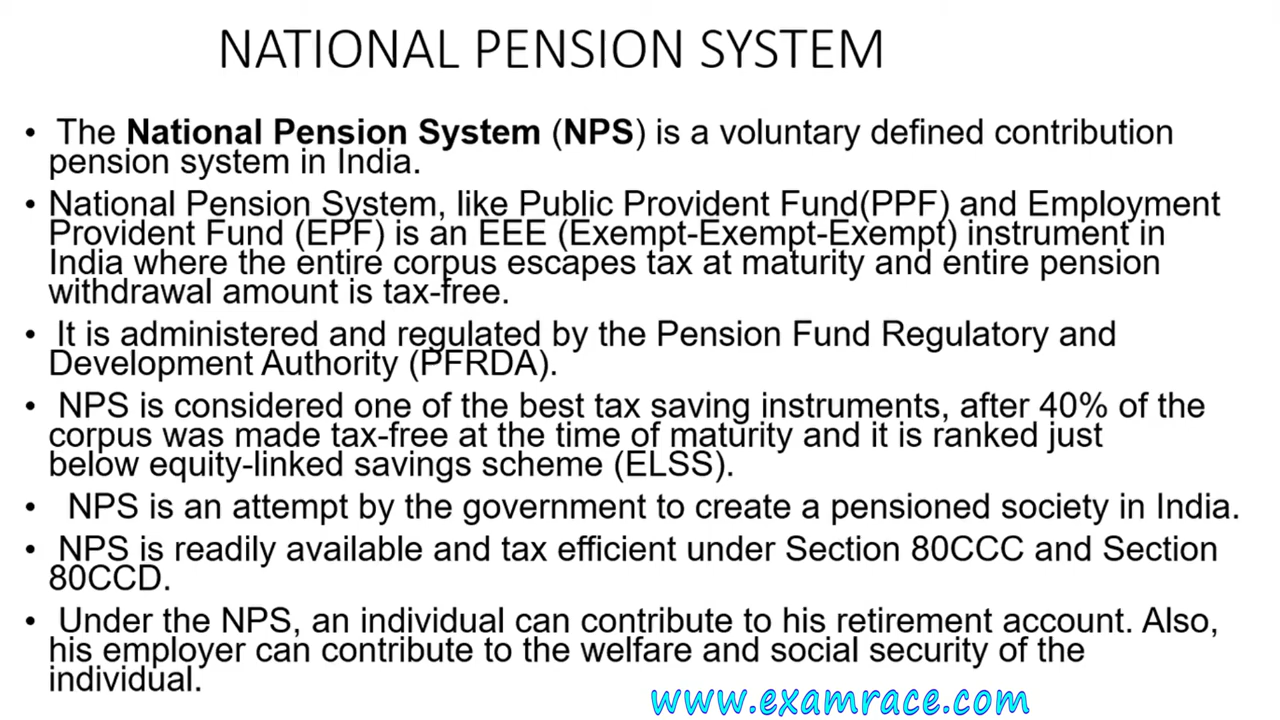 NATIONAL PENSION SYSTEM
• The National Pension System (NPS) is a voluntary defined contribution
pension system in India.
• National Pension System, like Public Provident Fund(PPF) and Employment
Provident Fund (EPF) is an EEE (Exempt-Exempt-Exempt) instrument in
India where the entire corpus escapes tax at maturity and entire pension
withdrawal amount is tax-free.
• It is administered and regulated by the Pension Fund Regulatory and
Development Authority (PFRDA).
• NPS is considered one of the best tax saving instruments, after 40% of the
corpus was made tax-free at the time of maturity and it is ranked just
below equity-linked savings scheme (ELSS).
• NPS is an attempt by the government to create a pensioned society in India.
• NPS is readily available and tax efficient under Section 80CCC and Section
80CCD.
• Under the NPS, an individual can contribute to his retirement account. Also,
his employer can contribute to the welfare and social security of the
individual.
www.examrace.com